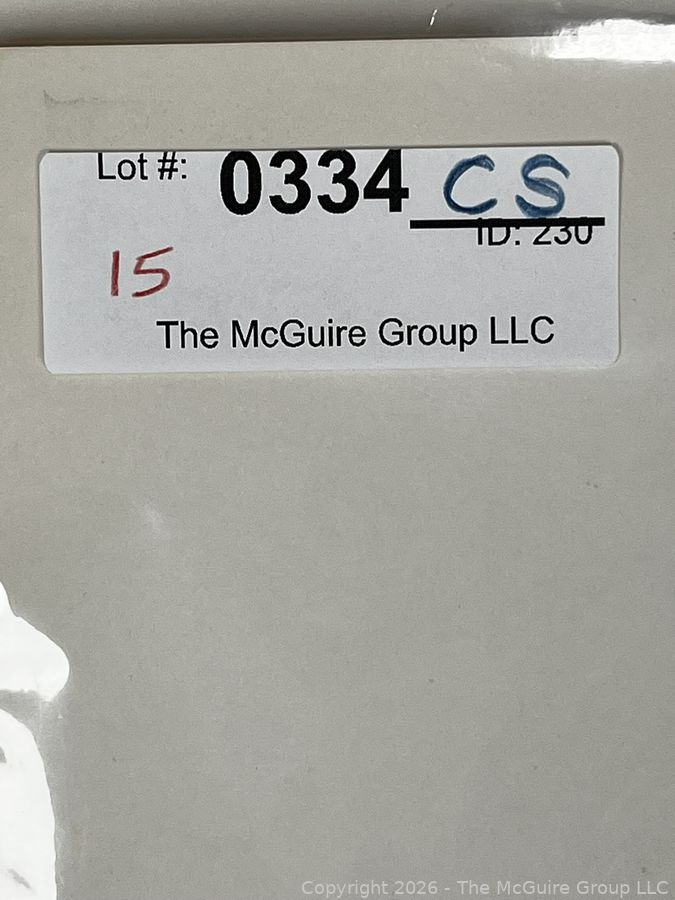 Lot #: 0334 CS
ID: 230
15
The McGuire Group LLC
Copyright 2026 - The McGuire Group LLC